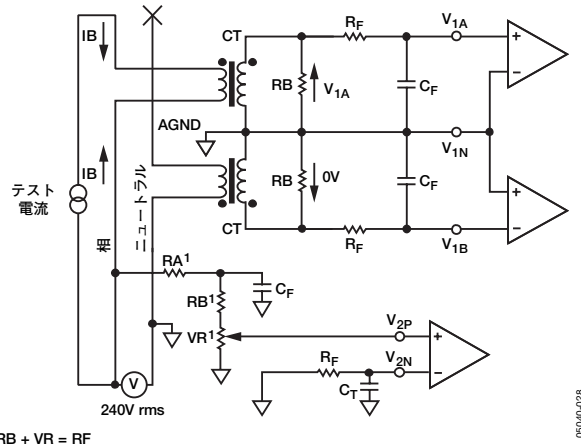 IB
CT
RF
V1A
RB
V1A
CF
AGND
V1N
IB
RB
0V
CF
テスト
電流
相
ニュートラル
CT
RF
V1B
RA1
RB1
CF
VR1
V2P
RF
V2N
CT
V
240V rms
RB + VR = RF
05940-028